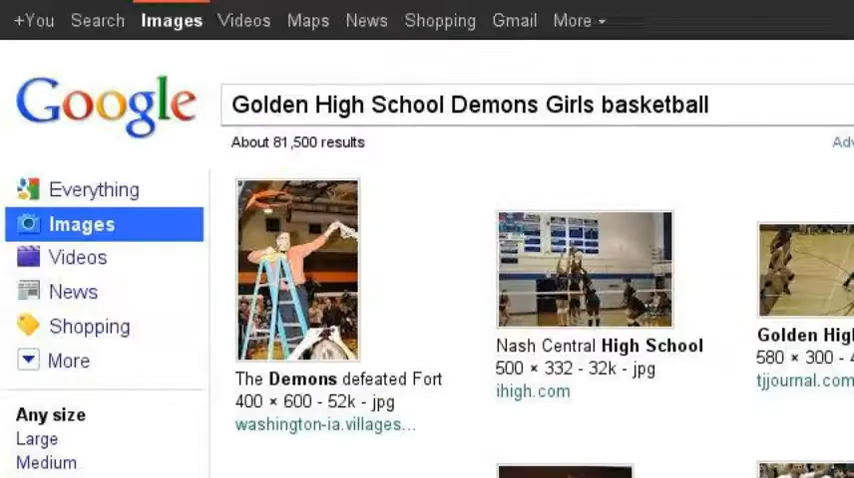 +You Search Images Videos Maps News Shopping Gmail More
Google
Golden High School Demons Girls basketball
About 81,500 results
Adv
Everything
Images
Videos
News
Shopping
More
Any size
Large
Medium
The Demons defeated Fort
400 × 600 - 52k - jpg
washington-ia.villages...
Nash Central High School
500 × 332 - 32k - jpg
ihigh.com
Golden High
580 × 300 - 4
tjjournal.com